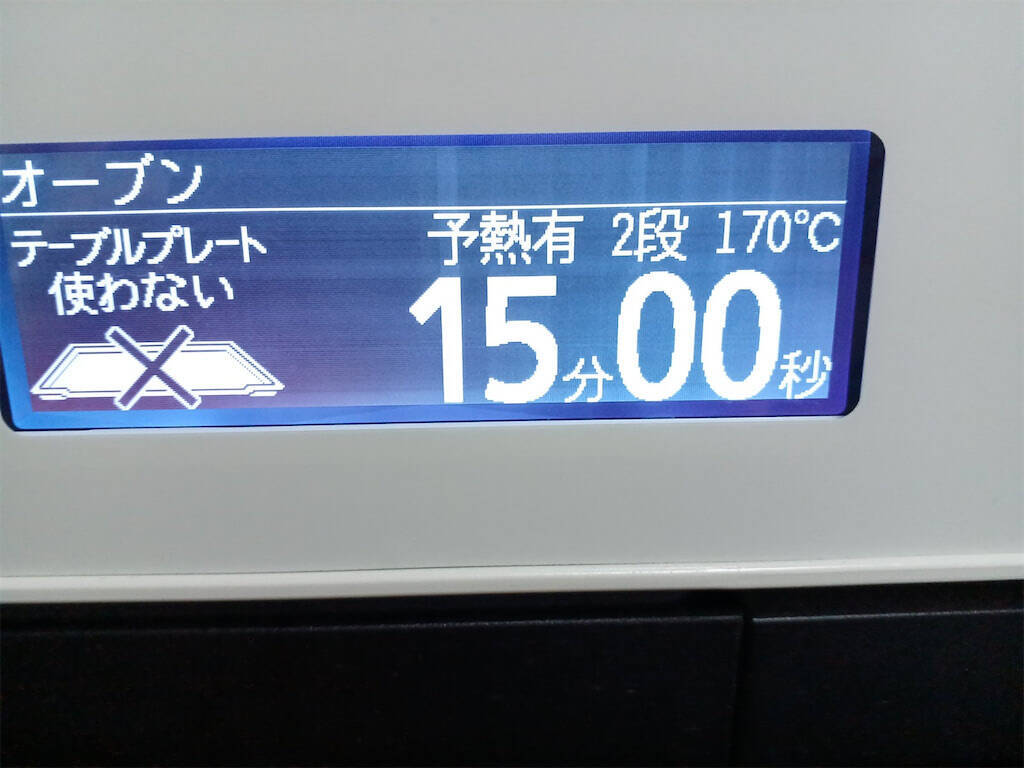 オーブン
テーブルプレート
使わない
予熱有 2段 170℃
15分00秒